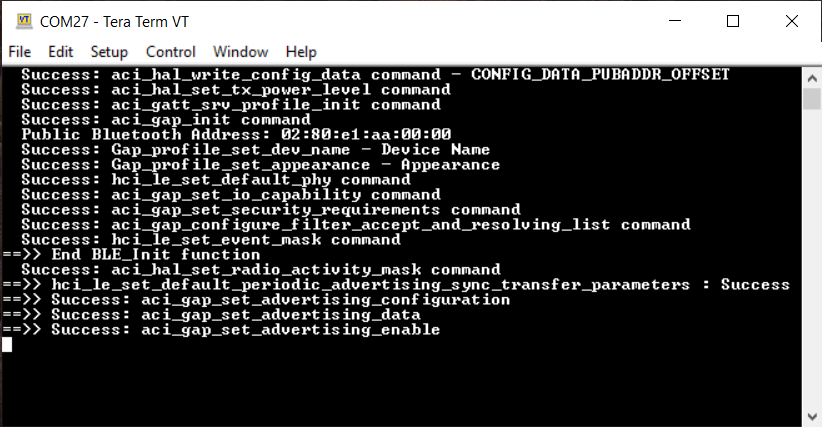 COM27 - Tera Term VT
File Edit Setup Control Window Help
Success: aci_hal_write_config_data command - CONFIG_DATA_PUBADDR_OFFSET
Success: aci_hal_set_tx_power_level command
Success: aci_gatt_srv_profile_init command
Success: aci_gap_init command
Public Bluetooth Address: 02:80:e1:aa:00:00
Success: Gap_profile_set_dev_name - Device Name
Success: Gap_profile_set_appearance - Appearance
Success: hci_le_set_default_phy command
Success: aci_gap_set_io_capability command
Success: aci_gap_set_security_requirements command
Success: aci_gap_configure_filter_accept_and_resolving_list command
Success: hci_le_set_event_mask command
==>> End BLE_Init function
Success: aci_hal_set_radio_activity_mask command
==>> hci_le_set_default_periodic_advertising_sync_transfer_parameters : Success
==>> Success: aci_gap_set_advertising_configuration
==>> Success: aci_gap_set_advertising_data
==>> Success: aci_gap_set_advertising_enable